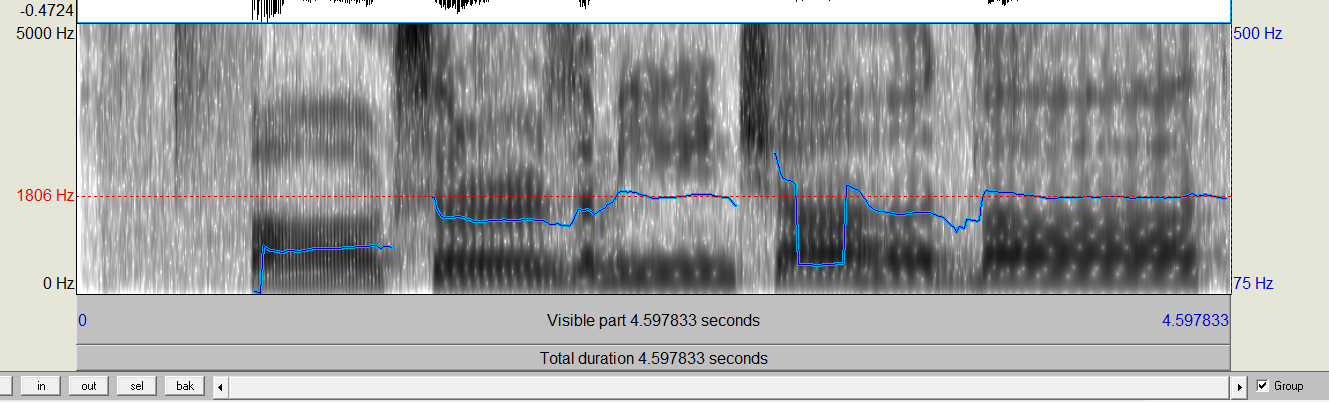 -0.4724
5000 Hz
500 Hz
1806 Hz
0 Hz
75 Hz
0 Visible part 4.597833 seconds 4.597833
Total duration 4.597833 seconds
in out sel bak Group